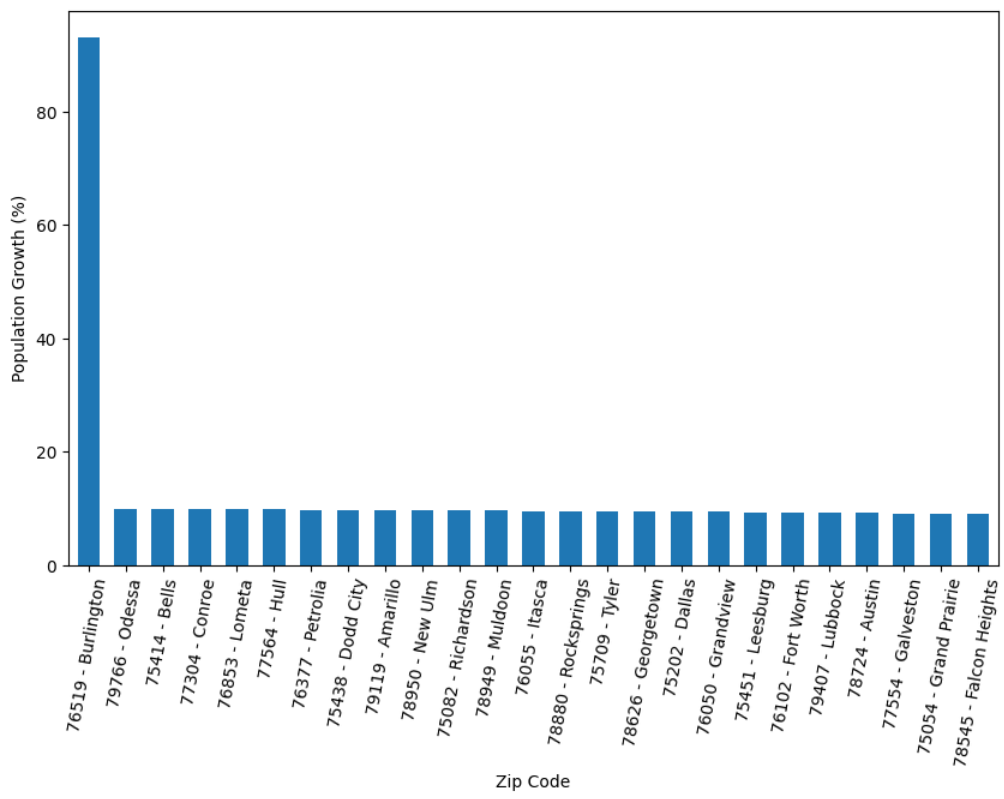 80
60
40
20
0
Population Growth (%)
76519 - Burlington
79766 - Odessa
75414 - Bells
77304 - Conroe
76853 - Lometa
77564 - Hull
76377 - Petrolia
75438 - Dodd City
79119 - Amarillo
78950 - New Ulm
75082 - Richardson
78949 - Muldoon
76055 - Itasca
78880 - Rocksprings
75709 - Tyler
78626 - Georgetown
75202 - Dallas
76050 - Grandview
75451 - Leesburg
76102 - Fort Worth
79407 - Lubbock
78724 - Austin
77554 - Galveston
75054 - Grand Prairie
78545 - Falcon Heights
Zip Code